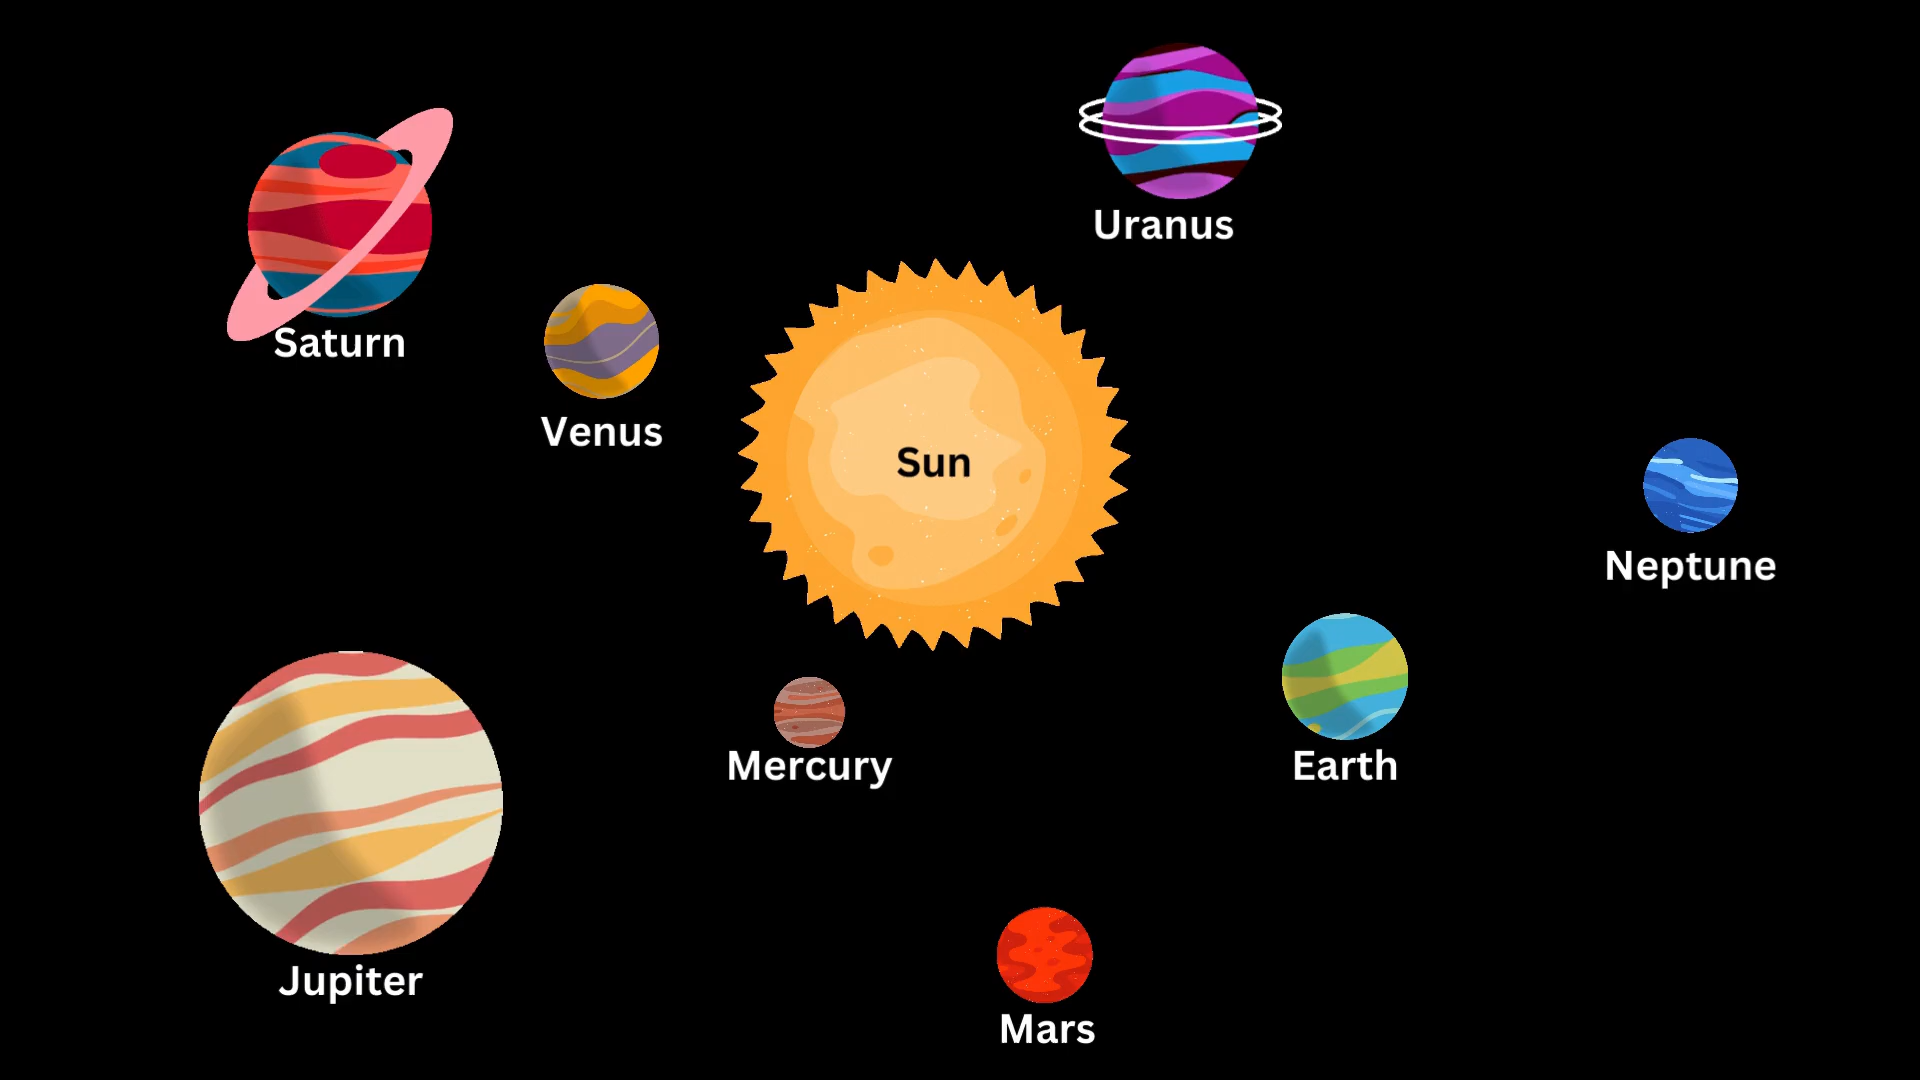 Uranus
Saturn
Venus
Sun
Neptune
Mercury
Earth
Jupiter
Mars